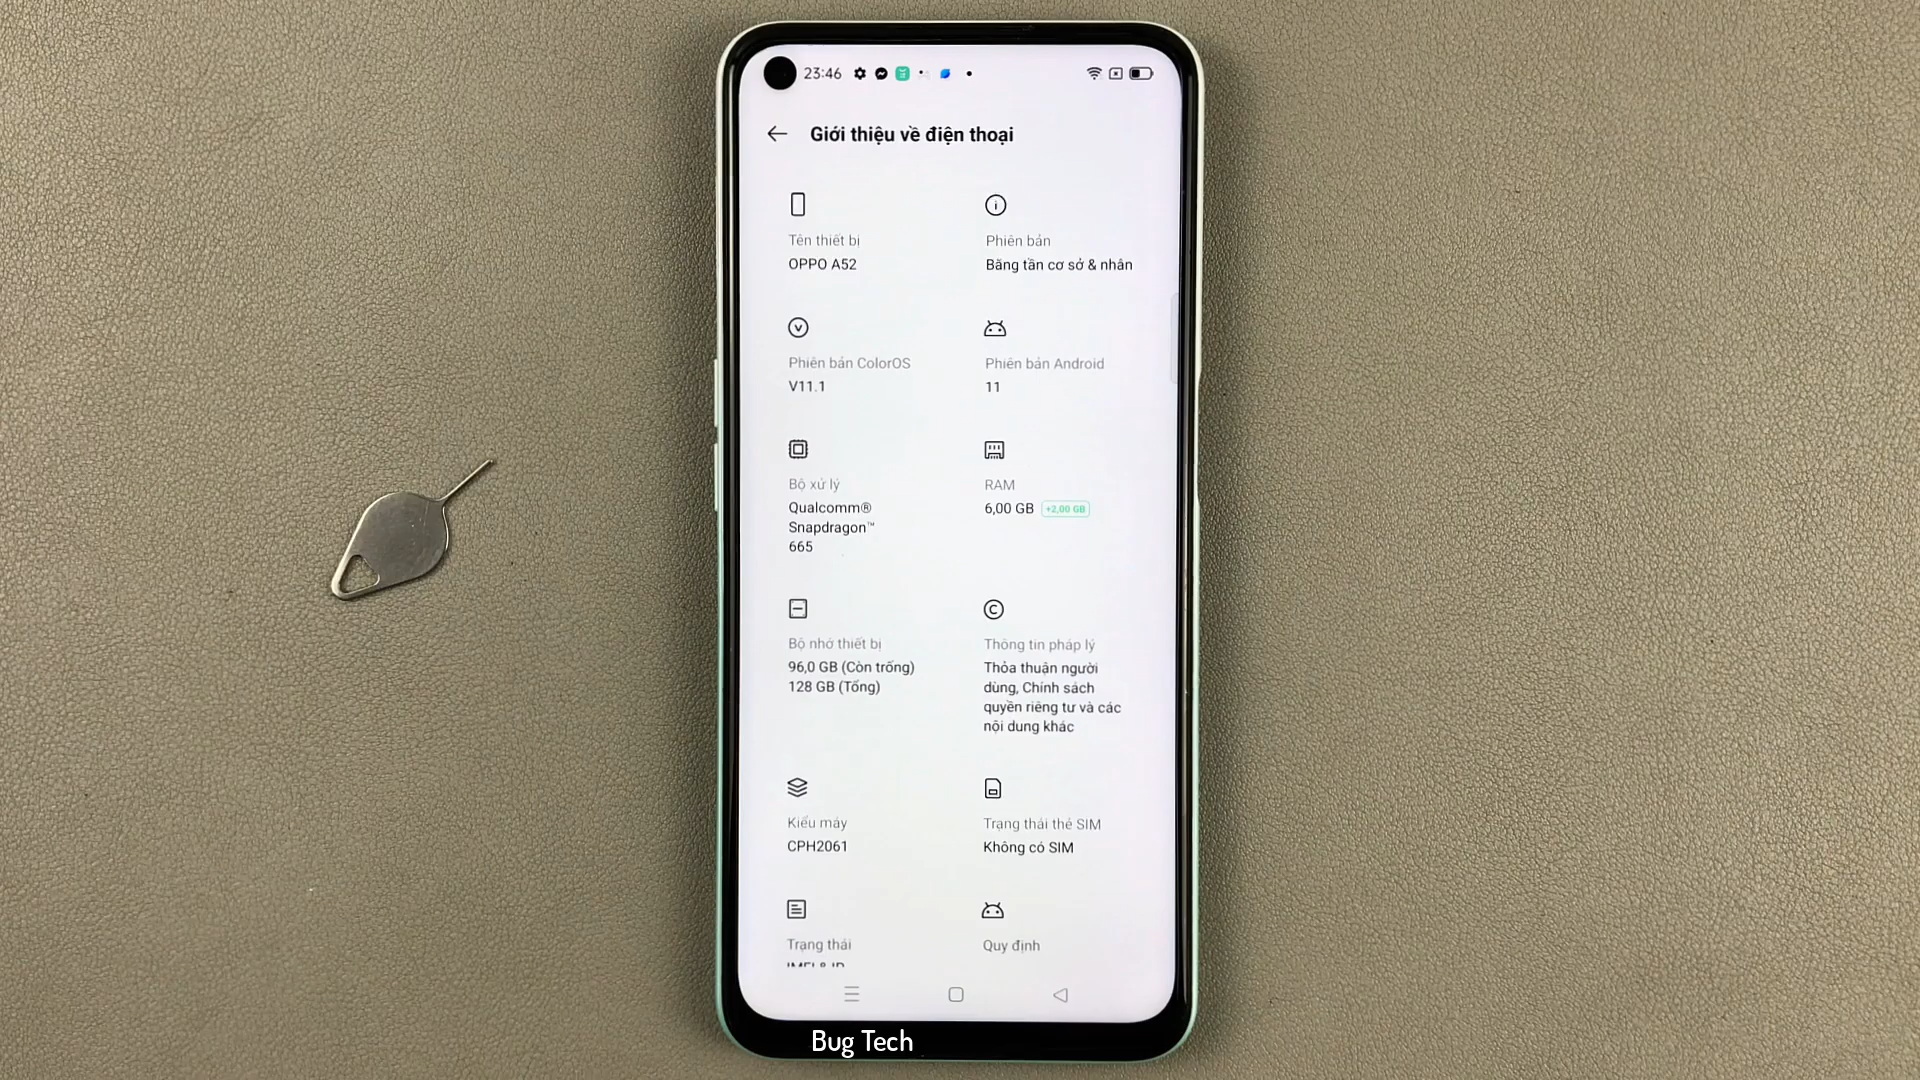 23:46
Giới thiệu về điện thoại
Tên thiết bị
OPPO A52
Phiên bản
Băng tần cơ sở & nhân
Phiên bản ColorOS
V11.1
Phiên bản Android
11
Bộ xử lý
Qualcomm®
Snapdragon™
665
RAM
6,00 GB +2,00 GB
Bộ nhớ thiết bị
96,0 GB (Còn trống)
128 GB (Tổng)
Thông tin pháp lý
Thỏa thuận người
dùng, Chính sách
quyền riêng tư và các
nội dung khác
Kiểu máy
CPH2061
Trạng thái thẻ SIM
Không có SIM
Trạng thái
Quy định
Bug Tech